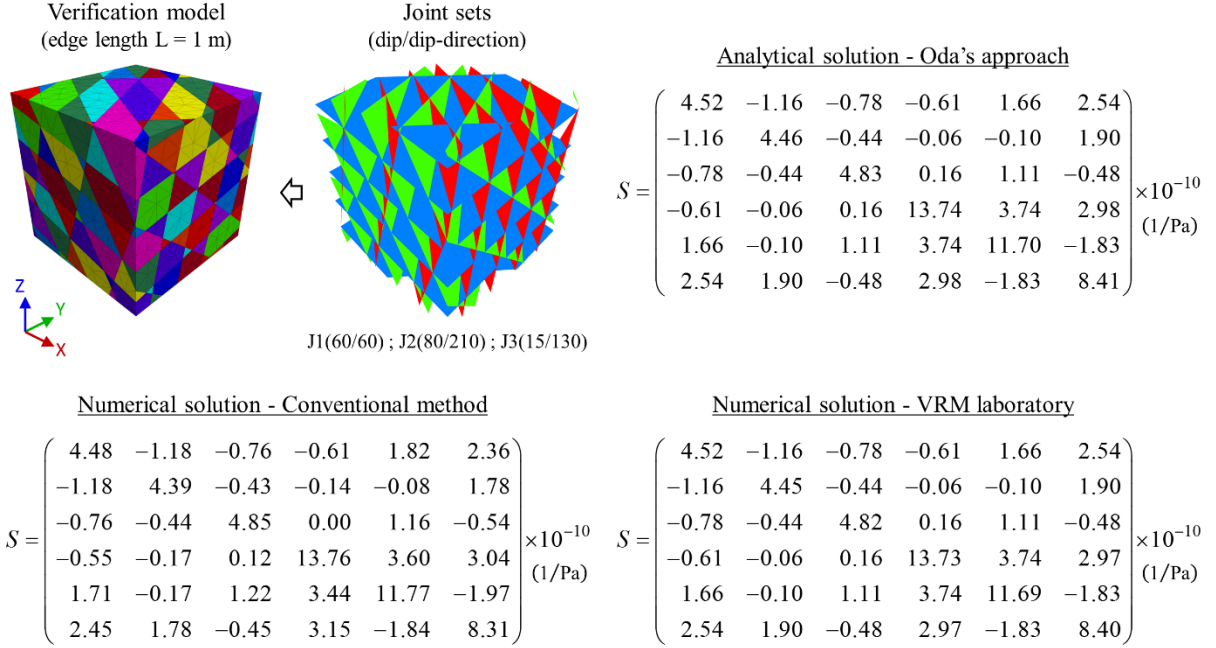 Verification model
(edge length L = 1 m)
Joint sets
(dip/dip-direction)
Z
Y
X
J1(60/60) ; J2(80/210) ; J3(15/130)
Analytical solution - Oda's approach
4.52 −1.16 −0.78 −0.61 1.66 2.54
−1.16 4.46 −0.44 −0.06 −0.10 1.90
−0.78 −0.44 4.83 0.16 1.11 −0.48
S = ×10⁻¹⁰
−0.61 −0.06 0.16 13.74 3.74 2.98
(1/Pa)
1.66 −0.10 1.11 3.74 11.70 −1.83
2.54 1.90 −0.48 2.98 −1.83 8.41
Numerical solution - Conventional method
4.48 −1.18 −0.76 −0.61 1.82 2.36
−1.18 4.39 −0.43 −0.14 −0.08 1.78
−0.76 −0.44 4.85 0.00 1.16 −0.54
S = ×10⁻¹⁰
−0.55 −0.17 0.12 13.76 3.60 3.04
(1/Pa)
1.71 −0.17 1.22 3.44 11.77 −1.97
2.45 1.78 −0.45 3.15 −1.84 8.31
Numerical solution - VRM laboratory
4.52 −1.16 −0.78 −0.61 1.66 2.54
−1.16 4.45 −0.44 −0.06 −0.10 1.90
−0.78 −0.44 4.82 0.16 1.11 −0.48
S = ×10⁻¹⁰
−0.61 −0.06 0.16 13.73 3.74 2.97
(1/Pa)
1.66 −0.10 1.11 3.74 11.69 −1.83
2.54 1.90 −0.48 2.97 −1.83 8.40